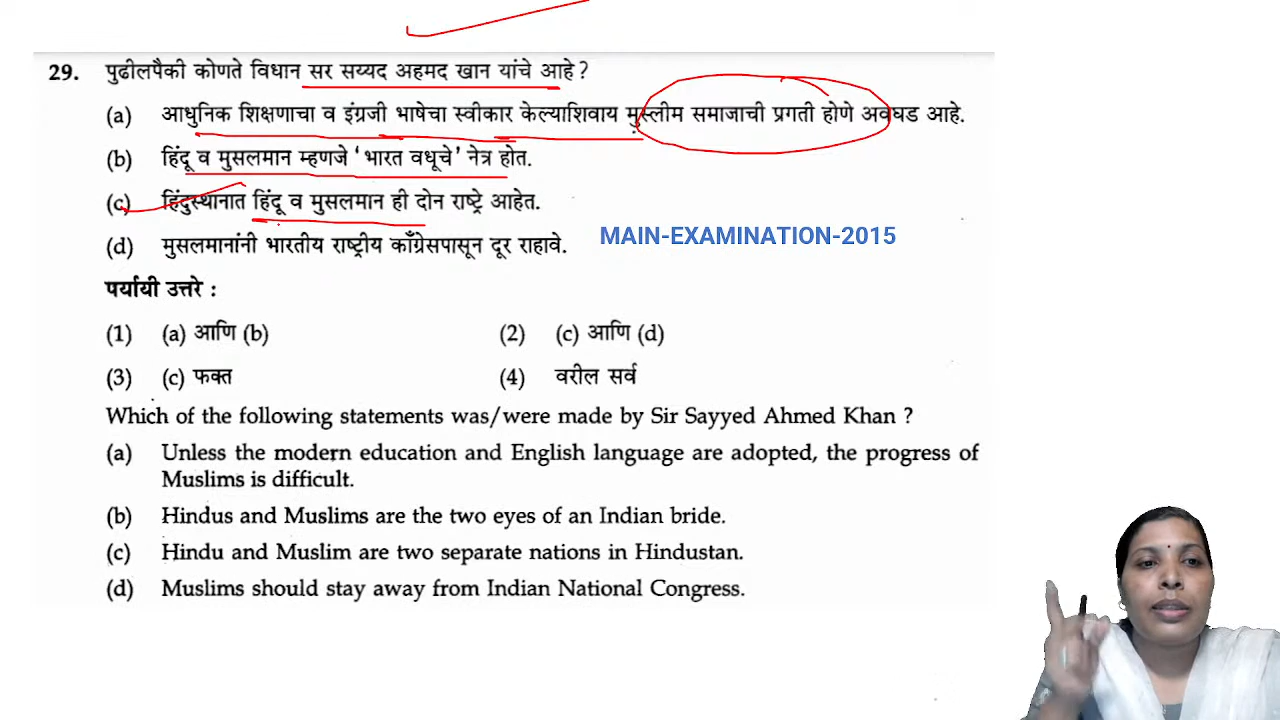 29. पुढीलपैकी कोणते विधान सर सय्यद अहमद खान यांचे आहे ?
(a) आधुनिक शिक्षणाचा व इंग्रजी भाषेचा स्वीकार केल्याशिवाय मुस्लीम समाजाची प्रगती होणे अवघड आहे.
(b) हिंदू व मुसलमान म्हणजे ‘भारत वधूचे’ नेत्र होत.
(c) हिंदुस्थानात हिंदू व मुसलमान ही दोन राष्ट्रे आहेत.
(d) मुसलमानांनी भारतीय राष्ट्रीय काँग्रेसपासून दूर राहावे.
MAIN-EXAMINATION-2015
पर्यायी उत्तरे :
(1) (a) आणि (b) (2) (c) आणि (d)
(3) (c) फक्त (4) वरील सर्व
Which of the following statements was/were made by Sir Sayyed Ahmed Khan ?
(a) Unless the modern education and English language are adopted, the progress of
Muslims is difficult.
(b) Hindus and Muslims are the two eyes of an Indian bride.
(c) Hindu and Muslim are two separate nations in Hindustan.
(d) Muslims should stay away from Indian National Congress.